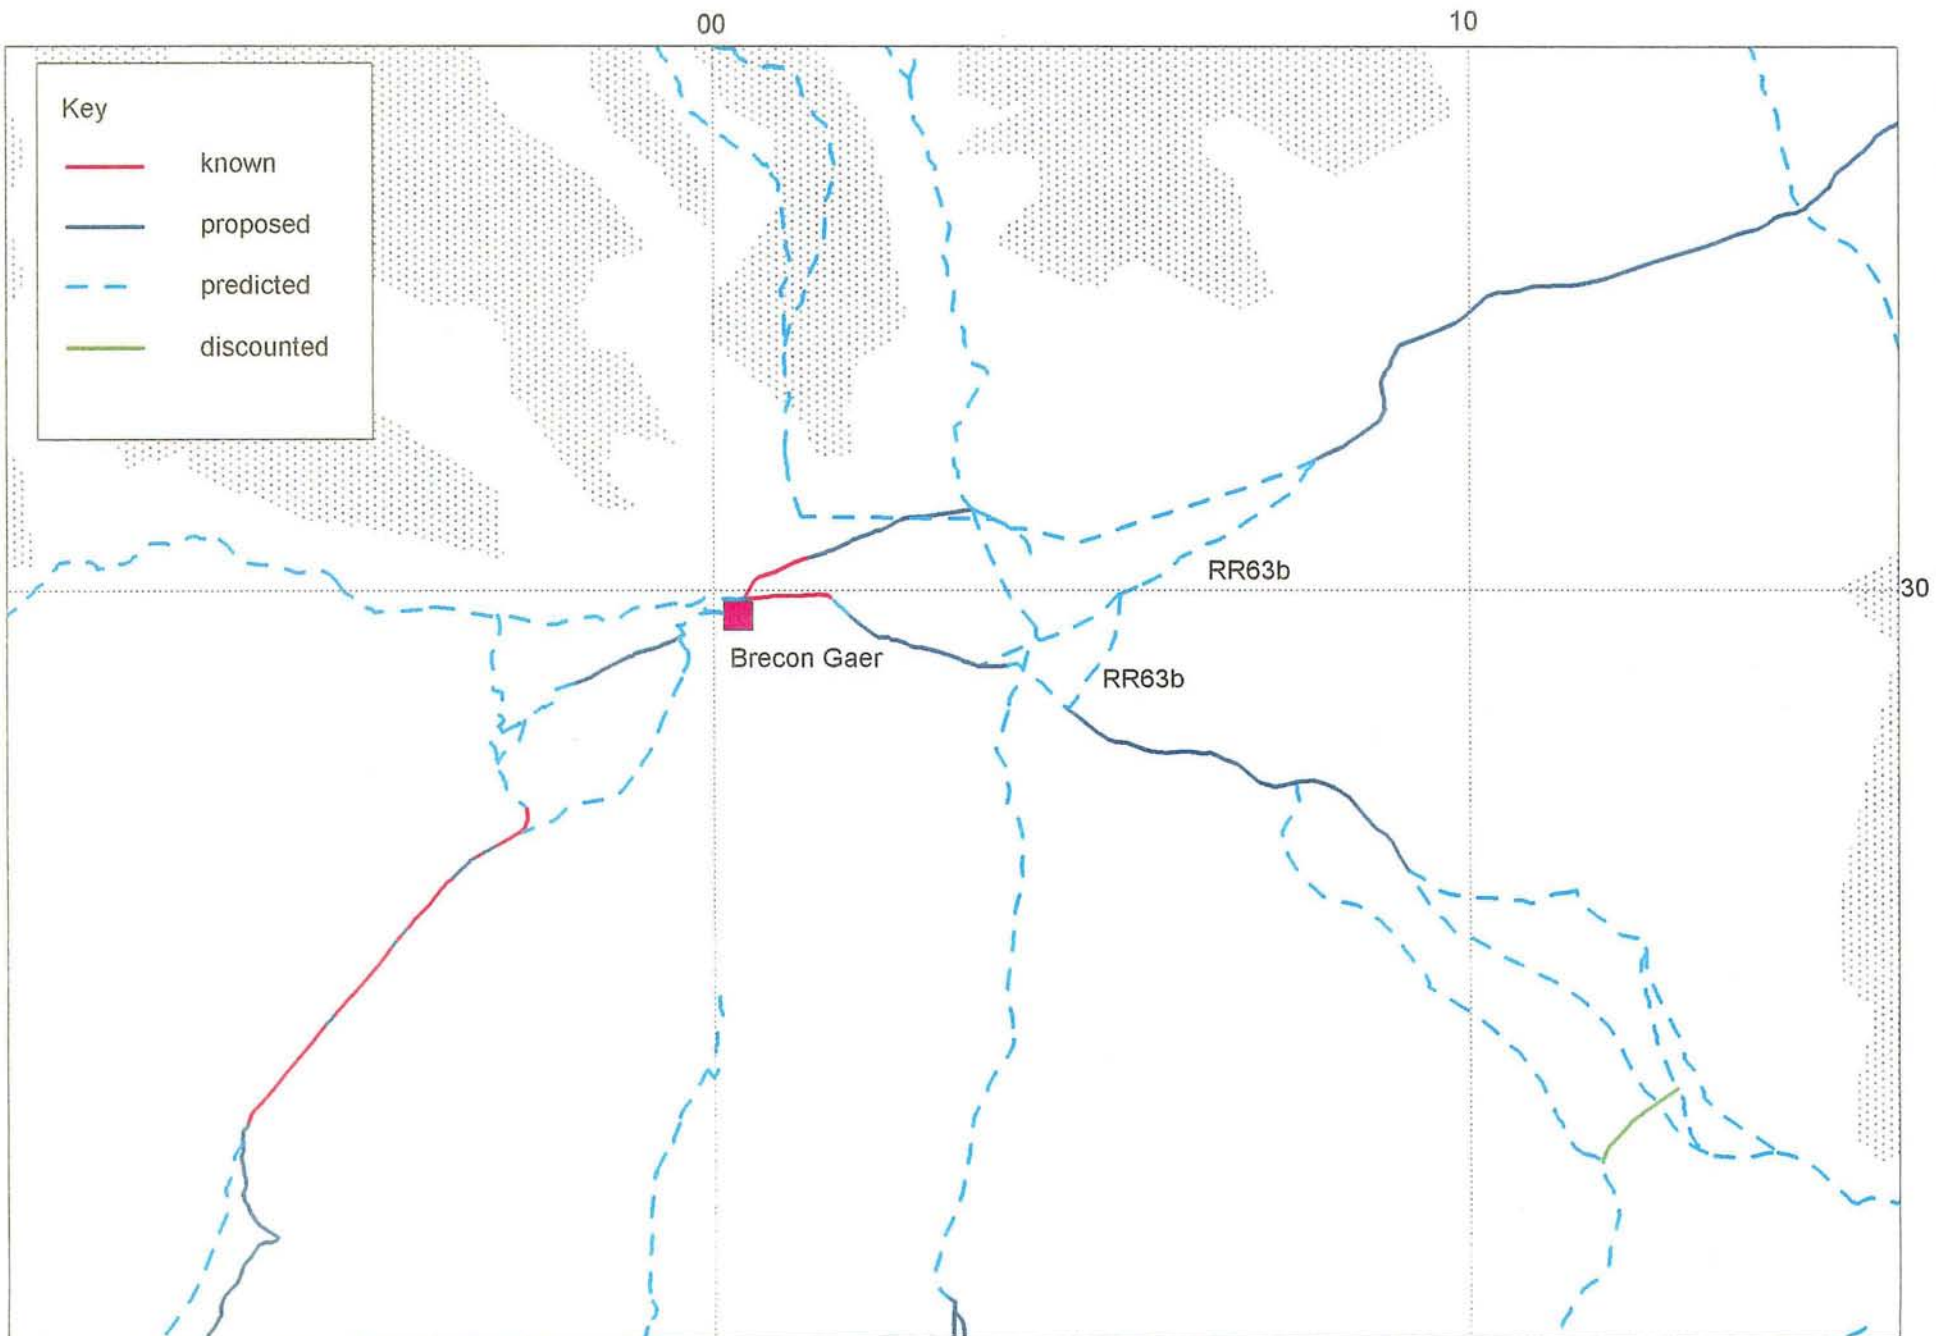 00
10
Key
known
proposed
predicted
discounted
RR63b
30
Brecon Gaer
RR63b